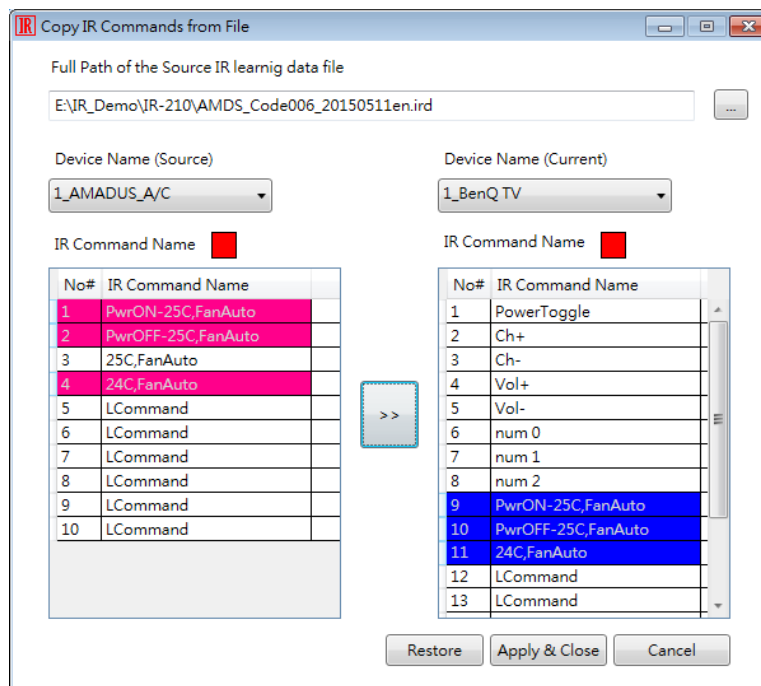 IR Copy IR Commands from File
Full Path of the Source IR learnig data file
E:\IR_Demo\IR-210\AMDS_Code006_20150511en.ird ...
Device Name (Source)
1_AMADUS_A/C
IR Command Name
No# IR Command Name
1 PwrON-25C,FanAuto
2 PwrOFF-25C,FanAuto
3 25C,FanAuto
4 24C,FanAuto
5 LCommand
6 LCommand
7 LCommand
8 LCommand
9 LCommand
10 LCommand
>>
Device Name (Current)
1_BenQ TV
IR Command Name
No# IR Command Name
1 PowerToggle
2 Ch+
3 Ch-
4 Vol+
5 Vol-
6 num 0
7 num 1
8 num 2
9 PwrON-25C,FanAuto
10 PwrOFF-25C,FanAuto
11 24C,FanAuto
12 LCommand
13 LCommand
Restore Apply & Close Cancel